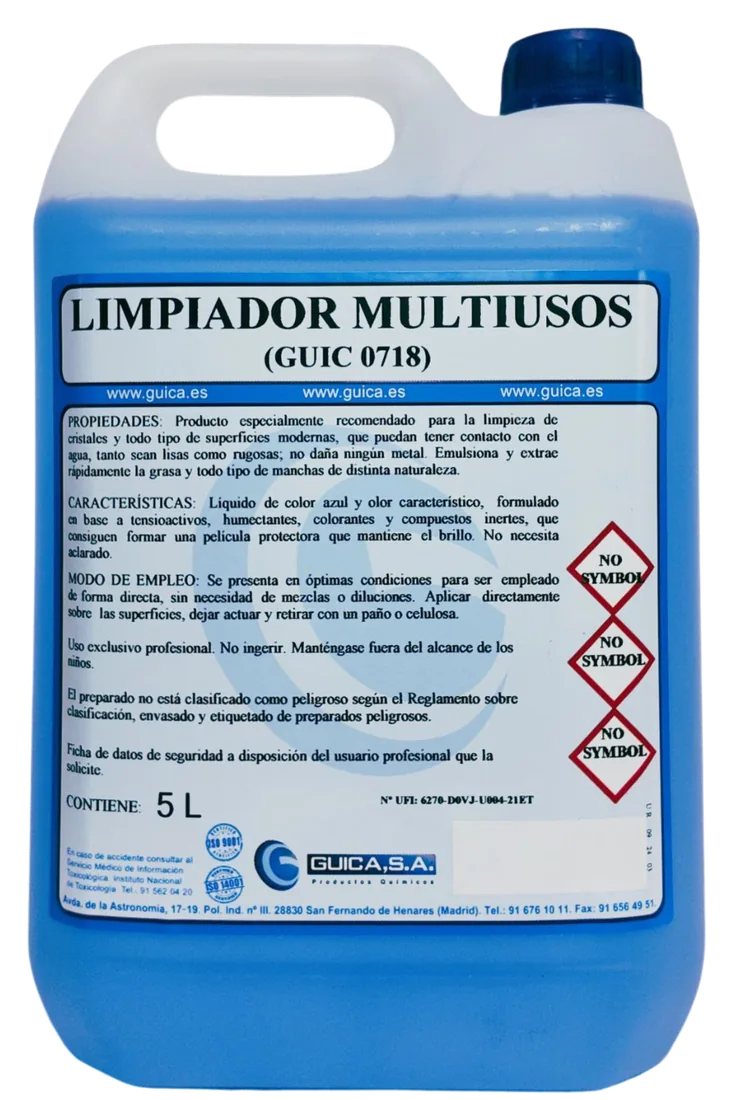 LIMPIADOR MULTIUSOS
(GUIC 0718)
www.guica.es www.guica.es www.guica.es
PROPIEDADES: Producto especialmente recomendado para la limpieza de
cristales y todo tipo de superficies modernas, que puedan tener contacto con el
agua, tanto sean lisas como rugosas; no daña ningún metal. Emulsiona y extrae
rápidamente la grasa y todo tipo de manchas de distinta naturaleza.
CARACTERÍSTICAS: Líquido de color azul y olor característico, formulado
en base a tensioactivos, humectantes, colorantes y compuestos inertes, que
consiguen formar una película protectora que mantiene el brillo. No necesita
aclarado.
MODO DE EMPLEO: Se presenta en óptimas condiciones para ser empleado
de forma directa, sin necesidad de mezclas o diluciones. Aplicar directamente
sobre las superficies, dejar actuar y retirar con un paño o celulosa.
Uso exclusivo profesional. No ingerir. Manténgase fuera del alcance de los
niños.
El preparado no está clasificado como peligroso según el Reglamento sobre
clasificación, envasado y etiquetado de preparados peligrosos.
Ficha de datos de seguridad a disposición del usuario profesional que la
solicite.
NO
SYMBOL
NO
SYMBOL
NO
SYMBOL
CONTIENE: 5 L
Nº UFI: 6270-D0VJ-U004-21ET
En caso de accidente consultar al
Servicio Médico de Información
Toxicológica. Instituto Nacional
de Toxicología Tel.. 91 562 04 20
ISO 9001
ISO 1400
GUICA,S.A.
Productos Químicos
Avda. de la Astronomia, 17-19. Pol. Ind. nº III. 28830 San Fernando de Henares (Madrid). Tel.: 91 676 10 11. Fax: 91 656 49 51.